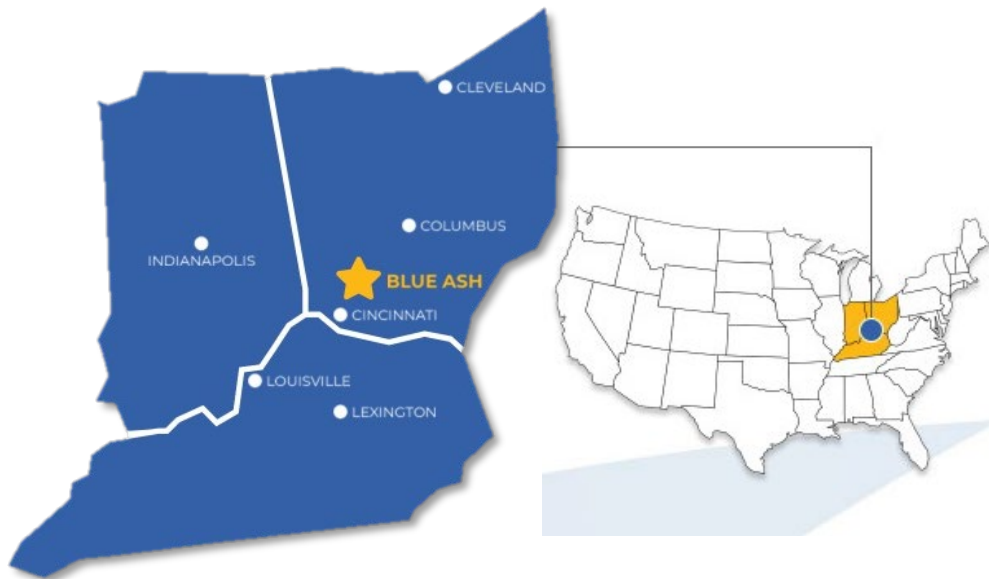 CLEVELAND
COLUMBUS
INDIANAPOLIS
BLUE ASH
CINCINNATI
LOUISVILLE
LEXINGTON